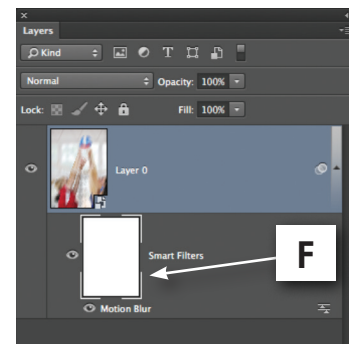 Layers
Kind T
Normal Opacity: 100%
Lock: Fill: 100%
Layer 0
Smart Filters
F
Motion Blur